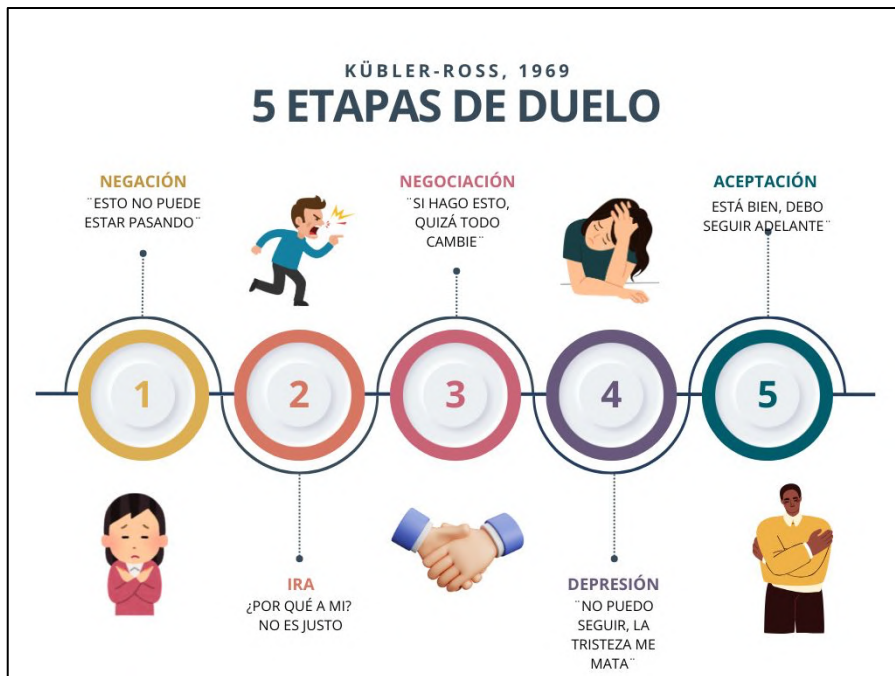 KÜBLER-ROSS, 1969
5 ETAPAS DE DUELO
NEGACIÓN
¨ESTO NO PUEDE
ESTAR PASANDO¨
NEGOCIACIÓN
¨SI HAGO ESTO,
QUIZÁ TODO
CAMBIE¨
ACEPTACIÓN
ESTÁ BIEN, DEBO
SEGUIR ADELANTE¨
1
2
3
4
5
IRA
¿POR QUÉ A MI?
NO ES JUSTO
DEPRESIÓN
¨NO PUEDO
SEGUIR, LA
TRISTEZA ME
MATA¨